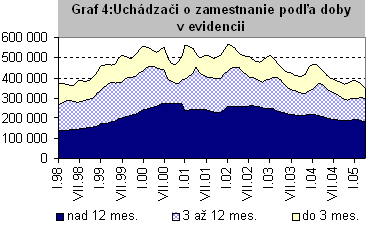 Graf 4:Uchádzači o zamestnanie podľa doby
v evidencii
600 000
500 000
400 000
300 000
200 000
100 000
0
I.98
VII.98
I.99
VII.99
I.00
VII.00
I.01
VII.01
I.02
VII.02
I.03
VII.03
I.04
VII.04
I.05
nad 12 mes. 3 až 12 mes. do 3 mes.